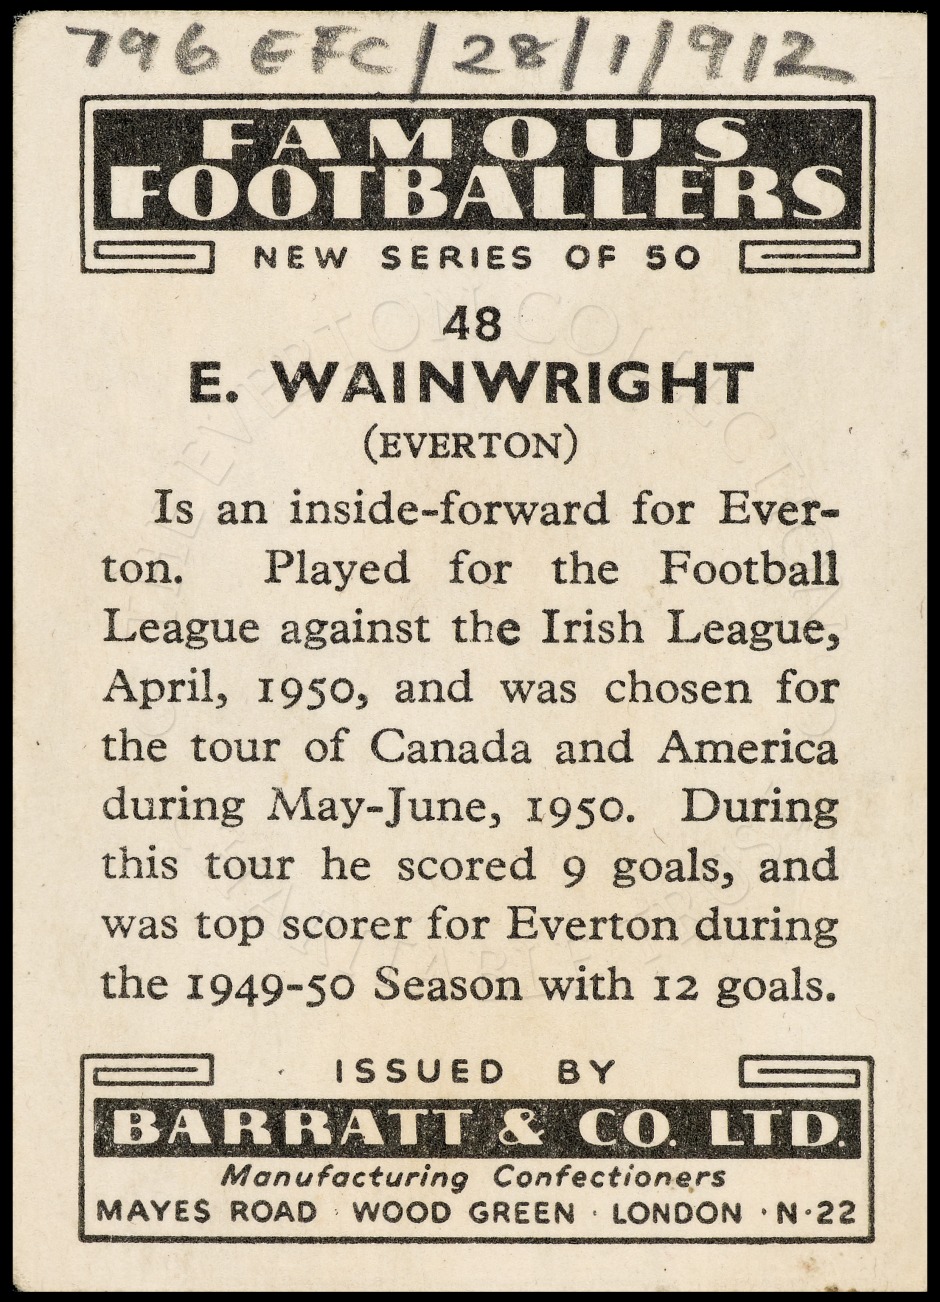 796 EFC/28/1/912
FAMOUS
FOOTBALLERS
NEW SERIES OF 50
48
E. WAINWRIGHT
(EVERTON)
Is an inside-forward for Ever-
ton. Played for the Football
League against the Irish League,
April, 1950, and was chosen for
the tour of Canada and America
during May-June, 1950. During
this tour he scored 9 goals, and
was top scorer for Everton during
the 1949-50 Season with 12 goals.
ISSUED BY
BARRATT & CO. LTD.
Manufacturing Confectioners
MAYES ROAD · WOOD GREEN · LONDON · N·22
THE EVERTON COLLECTION